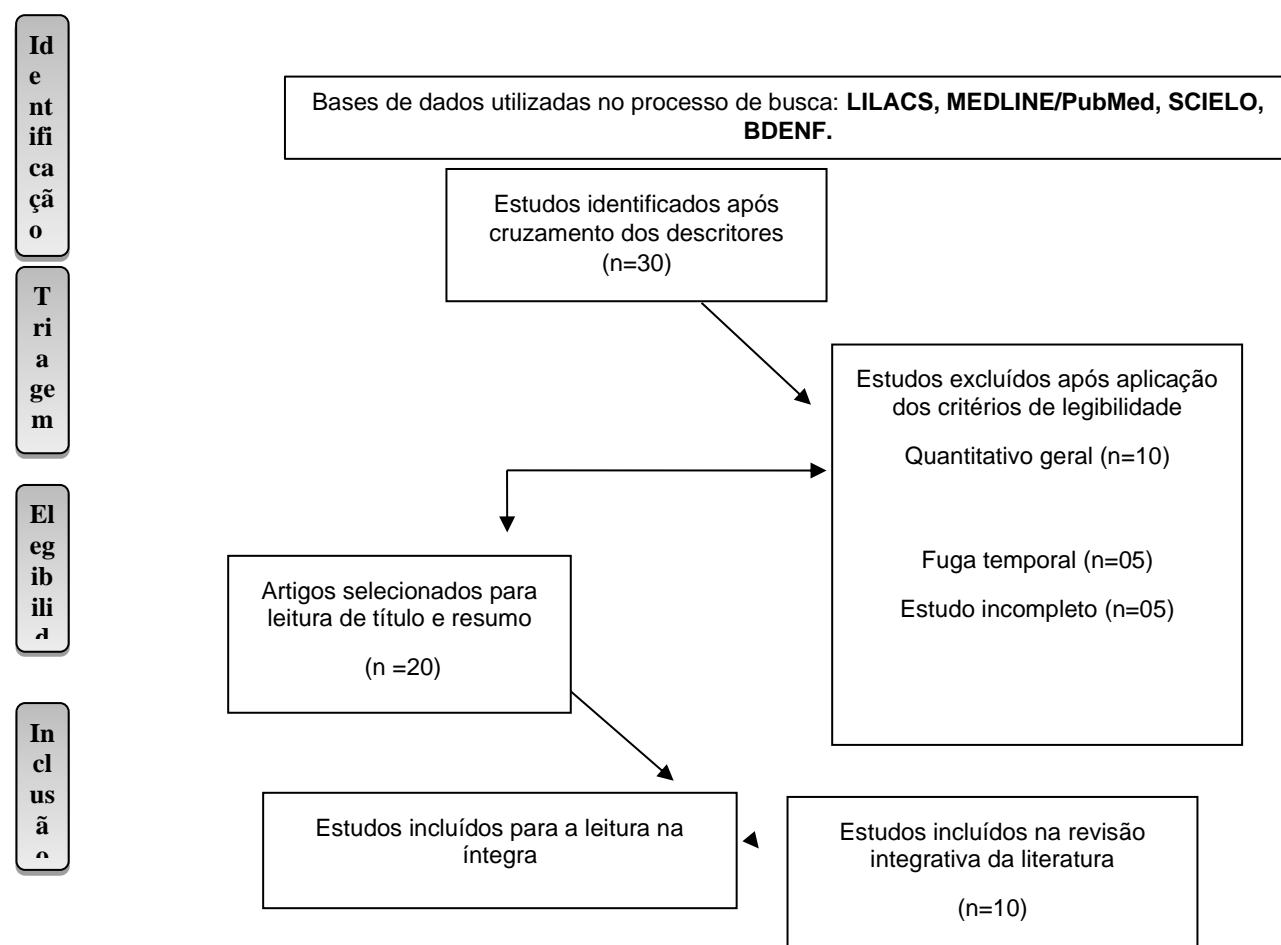 Id
e
nt
ifi
ca
çã
o
Bases de dados utilizadas no processo de busca: LILACS, MEDLINE/PubMed, SCIELO,
BDENF.
Estudos identificados após
cruzamento dos descritores
(n=30)
T
ri
a
ge
m
Estudos excluídos após aplicação
dos critérios de legibilidade
Quantitativo geral (n=10)
Fuga temporal (n=05)
Estudo incompleto (n=05)
El
eg
ib
ili
d
Artigos selecionados para
leitura de título e resumo
(n =20)
In
cl
us
ã
o
Estudos incluídos para a leitura na
íntegra
Estudos incluídos na revisão
integrativa da literatura
(n=10)